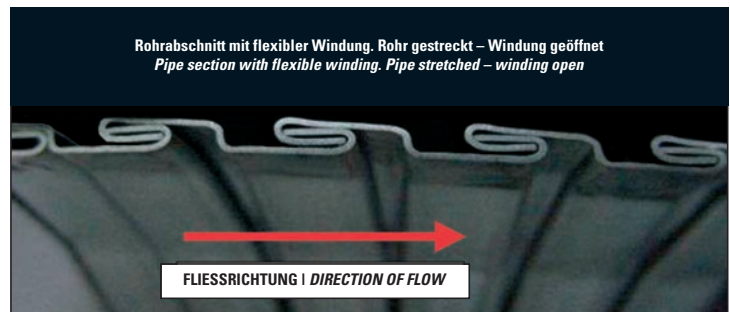 Rohrabschnitt mit flexibler Windung. Rohr gestreckt – Windung geöffnet
Pipe section with flexible winding. Pipe stretched – winding open
FLIESSRICHTUNG | DIRECTION OF FLOW